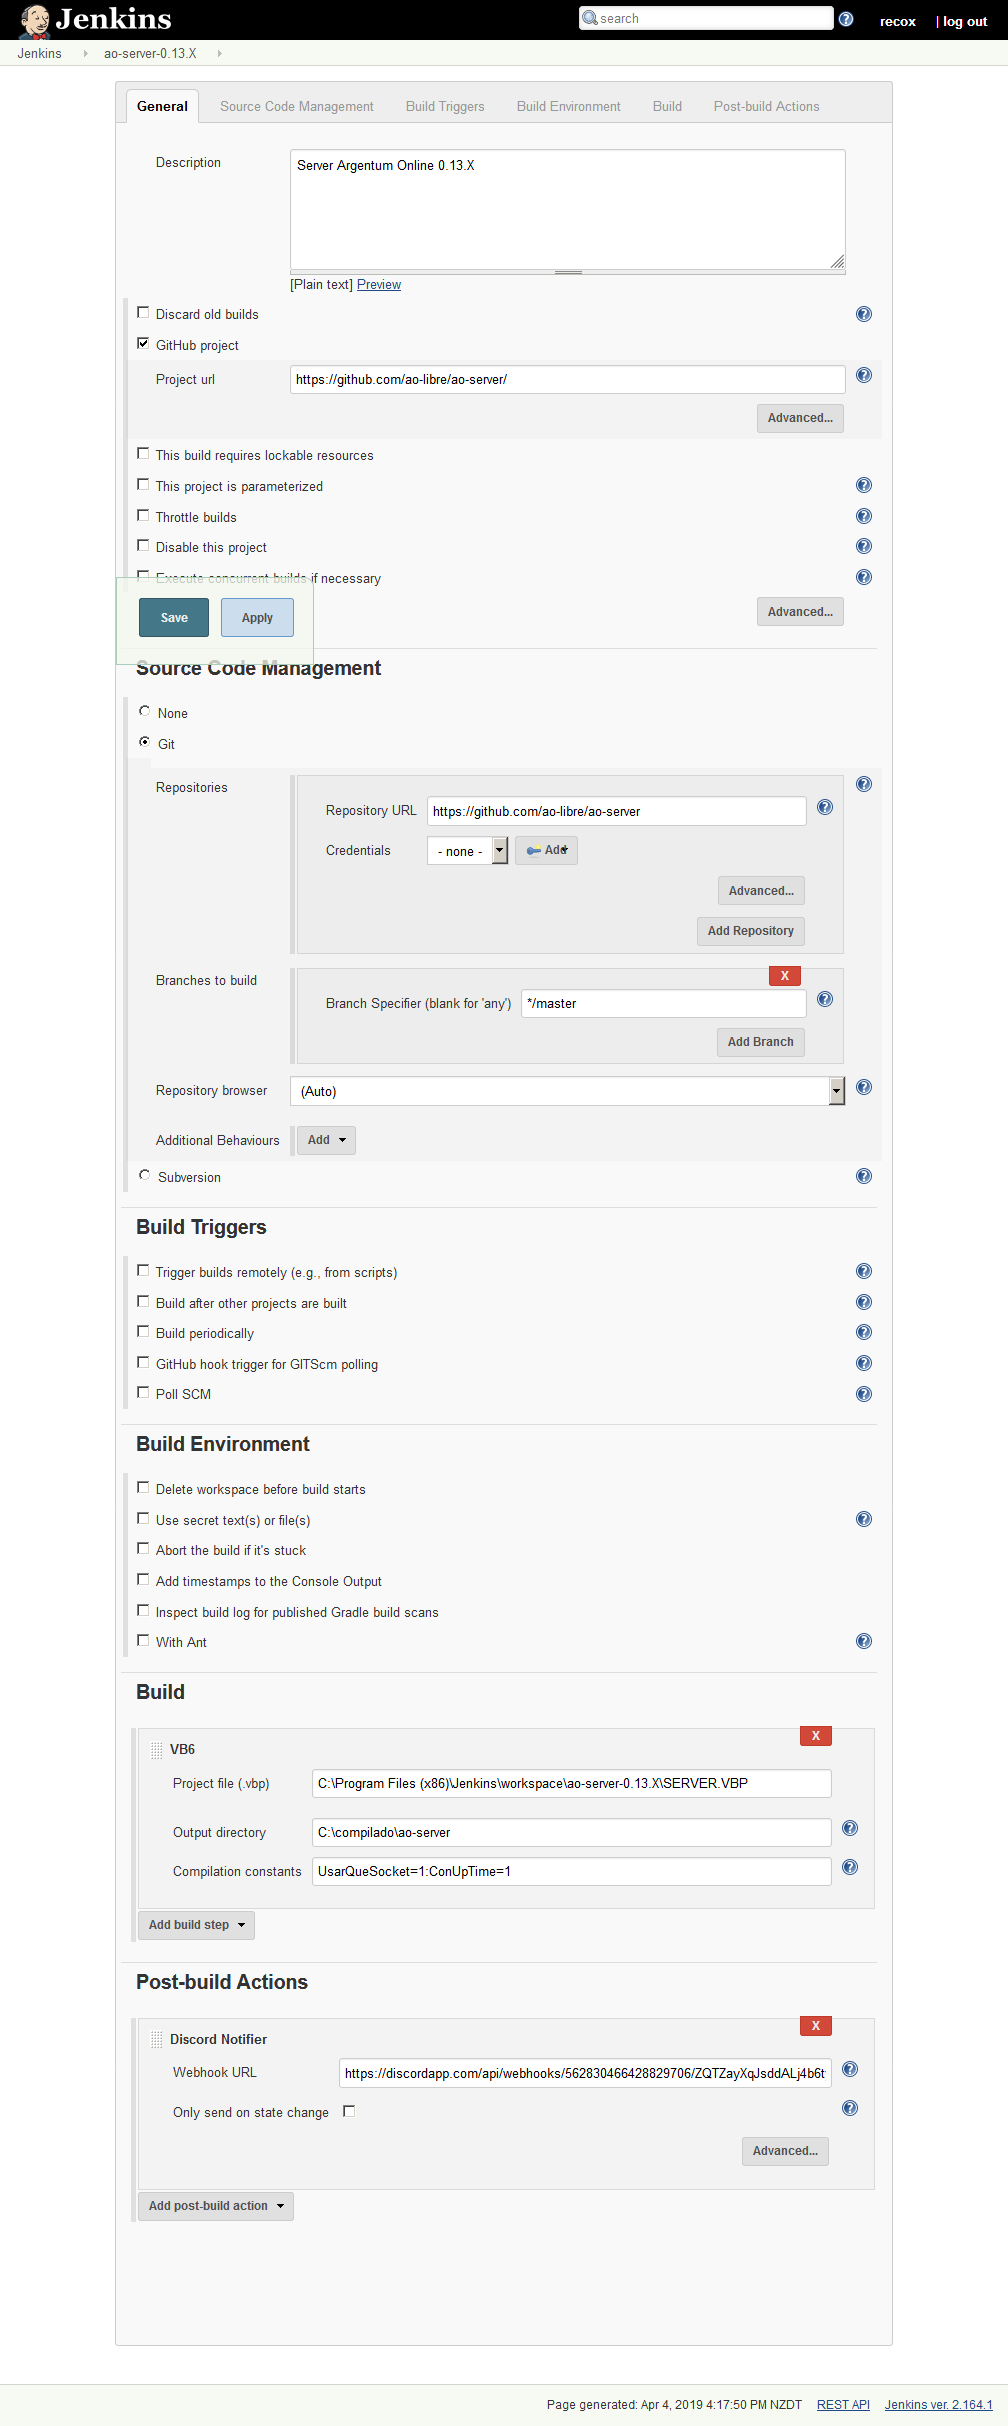 Jenkins
search
recox
| log out
Jenkins
ao-server-0.13.X
General
Source Code Management
Build Triggers
Build Environment
Build
Post-build Actions
Description
Server Argentum Online 0.13.X
[Plain text] Preview
Discard old builds
GitHub project
Project url
https://github.com/ao-libre/ao-server/
Advanced...
This build requires lockable resources
This project is parameterized
Throttle builds
Disable this project
Execute concurrent builds if necessary
Save
Apply
Advanced...
Source Code Management
None
Git
Repositories
Repository URL
https://github.com/ao-libre/ao-server
Credentials
- none -
Add
Advanced...
Add Repository
Branches to build
X
Branch Specifier (blank for 'any')
*/master
Add Branch
Repository browser
(Auto)
Additional Behaviours
Add
Subversion
Build Triggers
Trigger builds remotely (e.g., from scripts)
Build after other projects are built
Build periodically
GitHub hook trigger for GITScm polling
Poll SCM
Build Environment
Delete workspace before build starts
Use secret text(s) or file(s)
Abort the build if it's stuck
Add timestamps to the Console Output
Inspect build log for published Gradle build scans
With Ant
Build
X
VB6
Project file (.vbp)
C:\Program Files (x86)\Jenkins\workspace\ao-server-0.13.X\SERVER.VBP
Output directory
C:\compilado\ao-server
Compilation constants
UsarQueSocket=1:ConUpTime=1
Add build step
Post-build Actions
X
Discord Notifier
Webhook URL
https://discordapp.com/api/webhooks/562830466428829706/ZQTZayXqJsddALj4b6t
Only send on state change
Advanced...
Add post-build action
Page generated: Apr 4, 2019 4:17:50 PM NZDT
REST API
Jenkins ver. 2.164.1